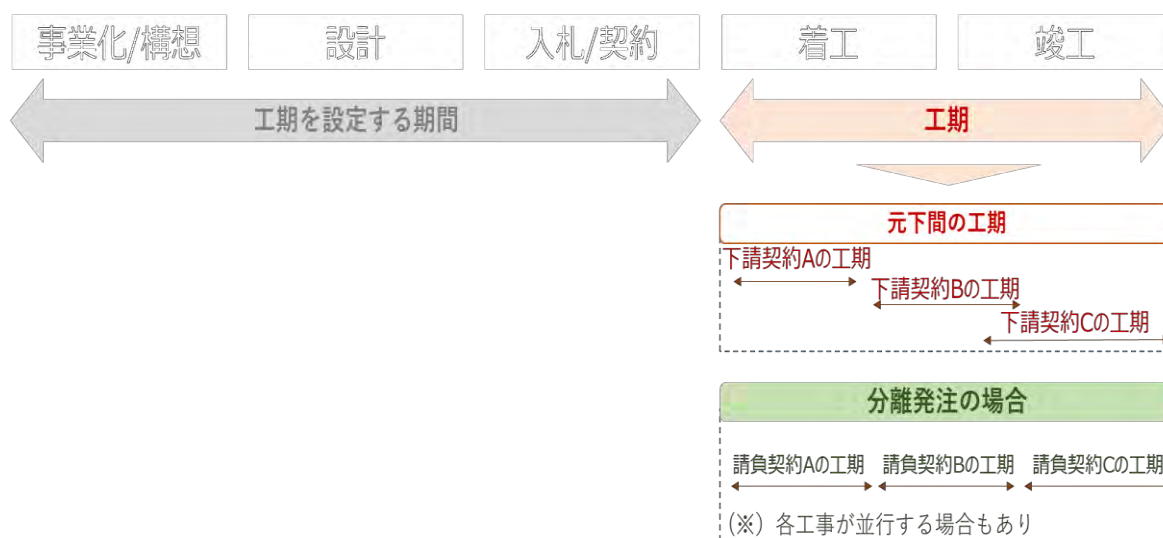 事業化/構想
設計
入札/契約
着工
竣工
工期を設定する期間
工期
元下間の工期
下請契約Aの工期
下請契約Bの工期
下請契約Cの工期
分離発注の場合
請負契約Aの工期
請負契約Bの工期
請負契約Cの工期
(※) 各工事が並行する場合もあり